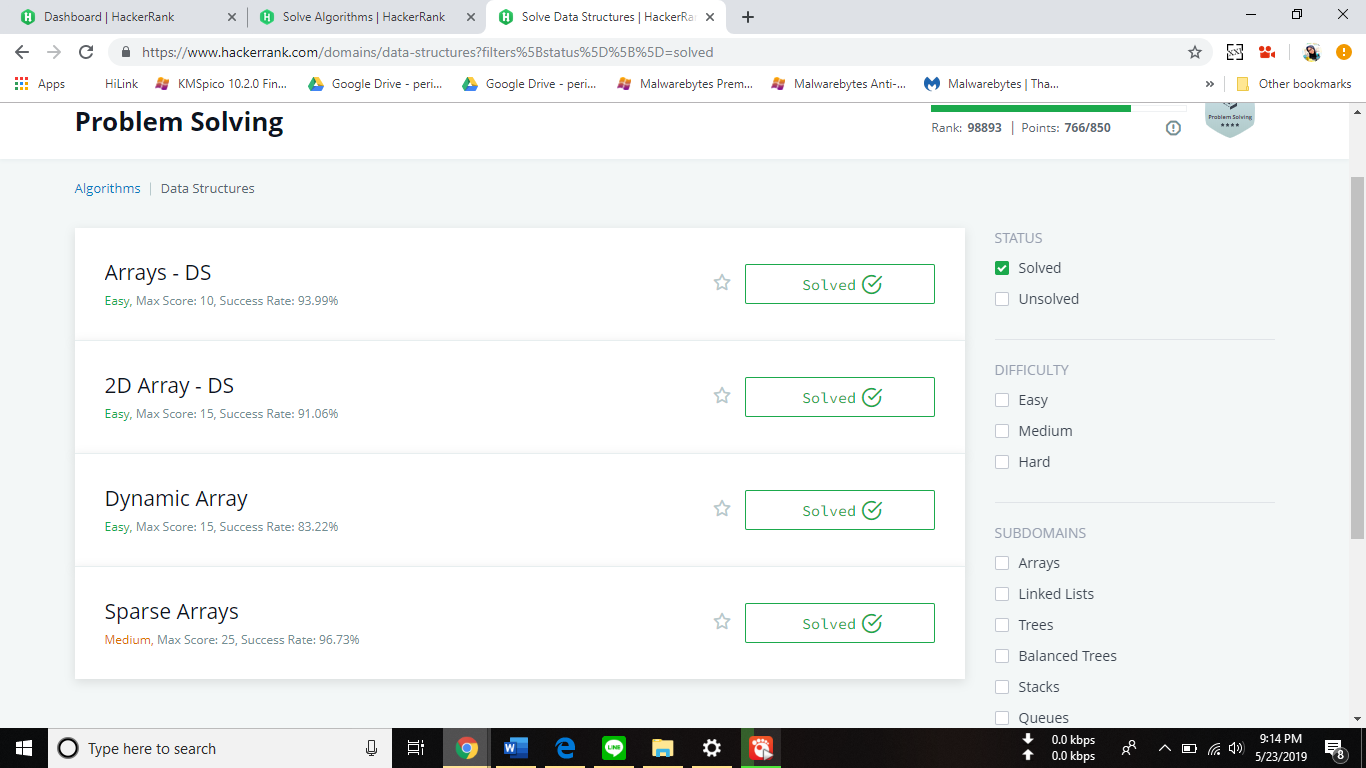 Dashboard | HackerRank
Solve Algorithms | HackerRank
Solve Data Structures | HackerRa
https://www.hackerrank.com/domains/data-structures?filters%5Bstatus%5D%5B%5D=solved
Apps
HiLink
KMSpico 10.2.0 Fin...
Google Drive - peri...
Google Drive - peri...
Malwarebytes Prem...
Malwarebytes Anti-...
Malwarebytes | Tha...
»
Other bookmarks
Problem Solving
Rank: 98893 | Points: 766/850
Problem Solving
Algorithms | Data Structures
Arrays - DS
Easy, Max Score: 10, Success Rate: 93.99%
Solved
2D Array - DS
Easy, Max Score: 15, Success Rate: 91.06%
Solved
Dynamic Array
Easy, Max Score: 15, Success Rate: 83.22%
Solved
Sparse Arrays
Medium, Max Score: 25, Success Rate: 96.73%
Solved
STATUS
Solved
Unsolved
DIFFICULTY
Easy
Medium
Hard
SUBDOMAINS
Arrays
Linked Lists
Trees
Balanced Trees
Stacks
Queues
Type here to search
LINE
0.0 kbps
0.0 kbps
9:14 PM
5/23/2019
8